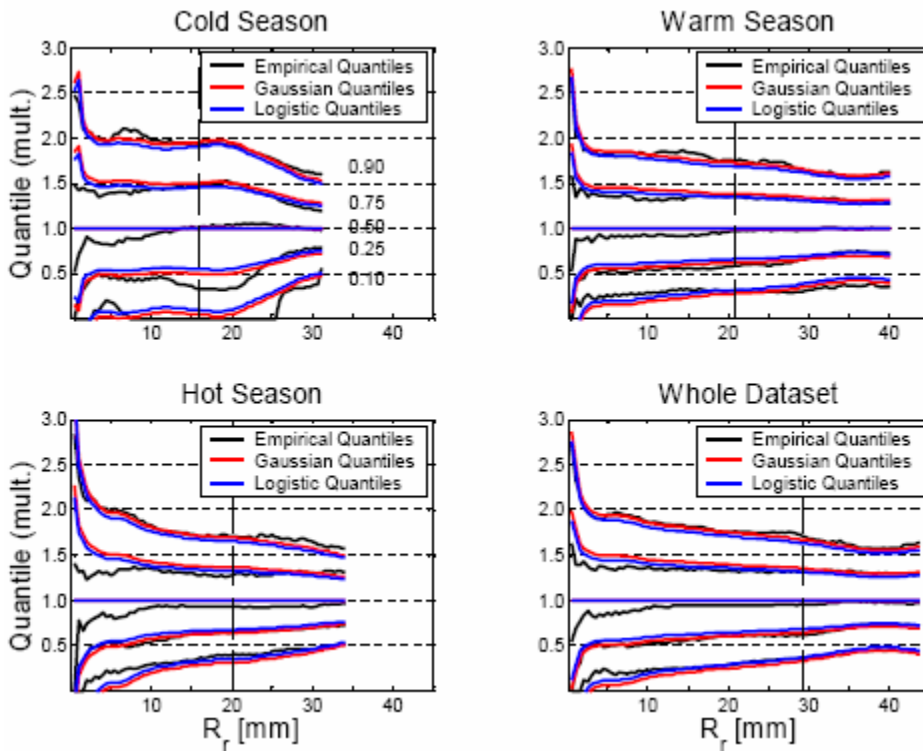 Cold Season
3.0
2.5
2.0
1.5
1.0
0.5
Quantile (mult.)
Empirical Quantiles
Gaussian Quantiles
Logistic Quantiles
0.90
0.75
0.50
0.25
0.10
10 20 30 40
Warm Season
3.0
2.5
2.0
1.5
1.0
0.5
Empirical Quantiles
Gaussian Quantiles
Logistic Quantiles
10 20 30 40
Hot Season
3.0
2.5
2.0
1.5
1.0
0.5
Quantile (mult.)
Empirical Quantiles
Gaussian Quantiles
Logistic Quantiles
10 20 30 40
R_r [mm]
Whole Dataset
3.0
2.5
2.0
1.5
1.0
0.5
Empirical Quantiles
Gaussian Quantiles
Logistic Quantiles
10 20 30 40
R_r [mm]